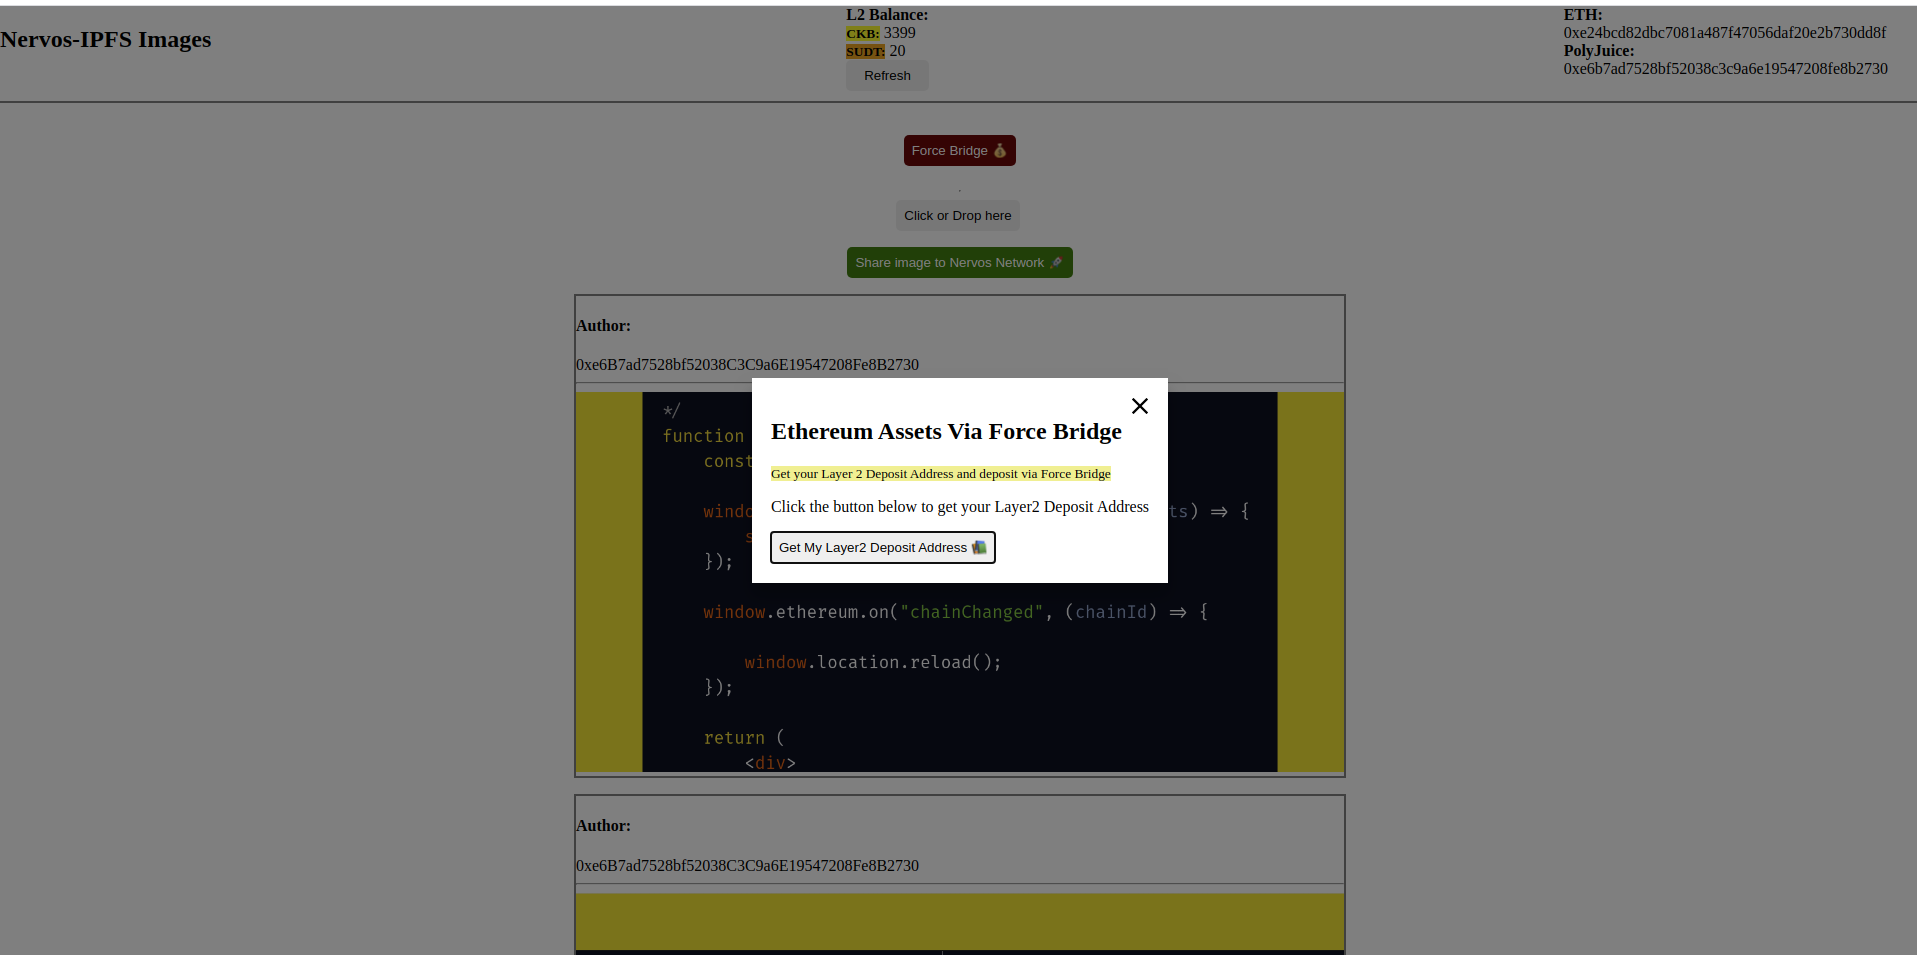 Nervos-IPFS Images
L2 Balance:
CKB: 3399
SUDT: 20
Refresh
ETH:
0xe24bcd82dbc7081a487f47056daf20e2b730dd8f
PolyJuice:
0xe6b7ad7528bf52038c3c9a6e19547208fe8b2730
Force Bridge 💰
Click or Drop here
Share image to Nervos Network 🚀
Author:
0xe6B7ad7528bf52038C3C9a6E19547208Fe8B2730
Ethereum Assets Via Force Bridge
Get your Layer 2 Deposit Address and deposit via Force Bridge
Click the button below to get your Layer2 Deposit Address
Get My Layer2 Deposit Address
*/
function
const
}) => {
});
window.ethereum.on("chainChanged", (chainId) => {
window.location.reload();
});
return (
<div>
Author:
0xe6B7ad7528bf52038C3C9a6E19547208Fe8B2730